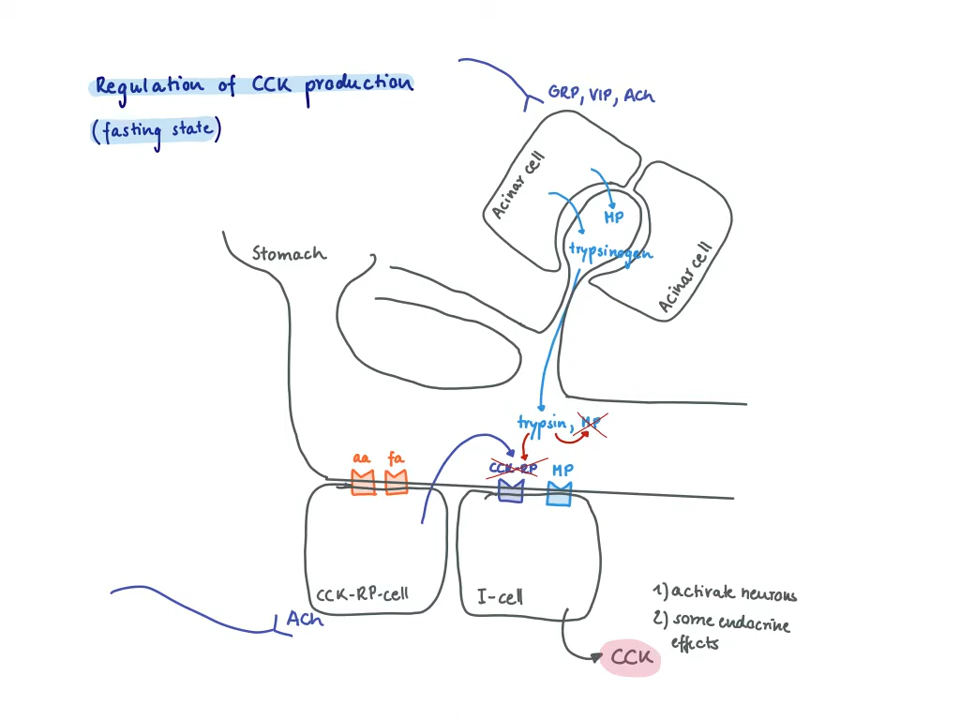 Regulation of CCK production
(fasting state)
GRP, VIP, Ach
Acinar cell
MP
trypsinogen
Acinar cell
Stomach
trypsin, MP
aa fa
CCK-RP MP
CCK-RP-cell
I-cell
Ach
1) activate neurons
2) some endocrine
effects
CCK